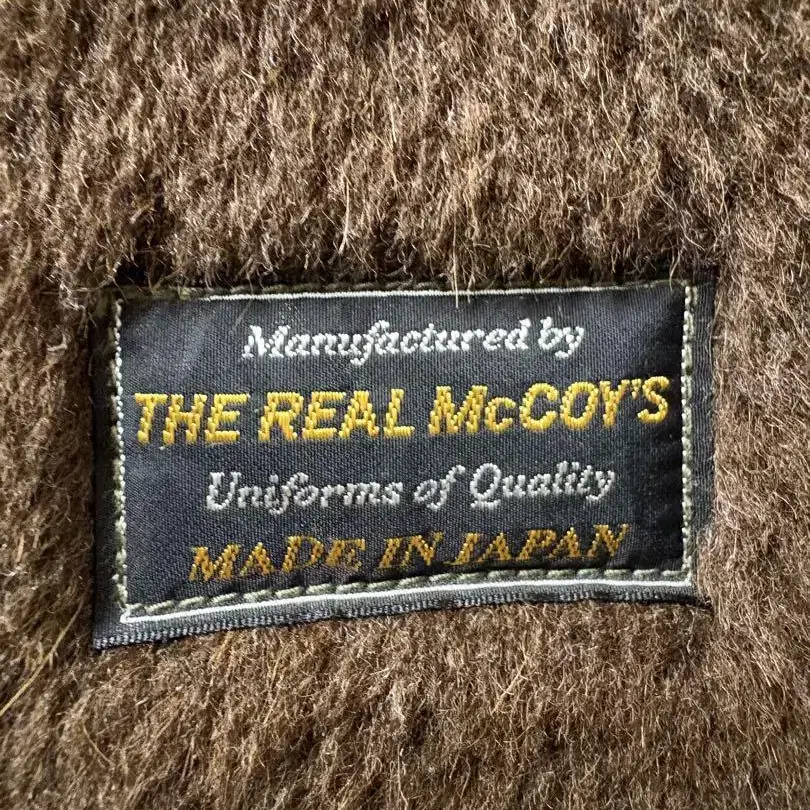 Manufactured by
THE REAL McCOY'S
Uniforms of Quality
MADE IN JAPAN